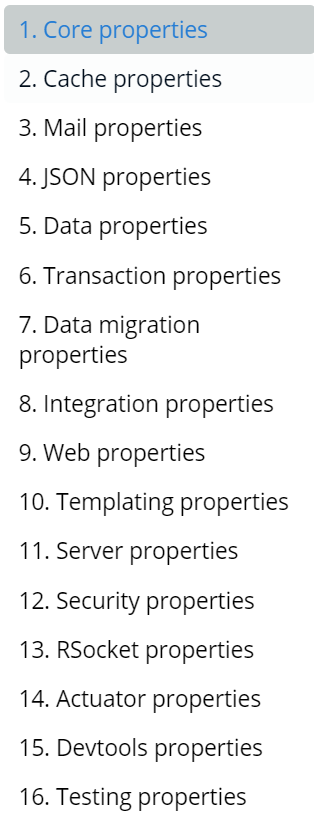 1. Core properties
2. Cache properties
3. Mail properties
4. JSON properties
5. Data properties
6. Transaction properties
7. Data migration
properties
8. Integration properties
9. Web properties
10. Templating properties
11. Server properties
12. Security properties
13. RSocket properties
14. Actuator properties
15. Devtools properties
16. Testing properties